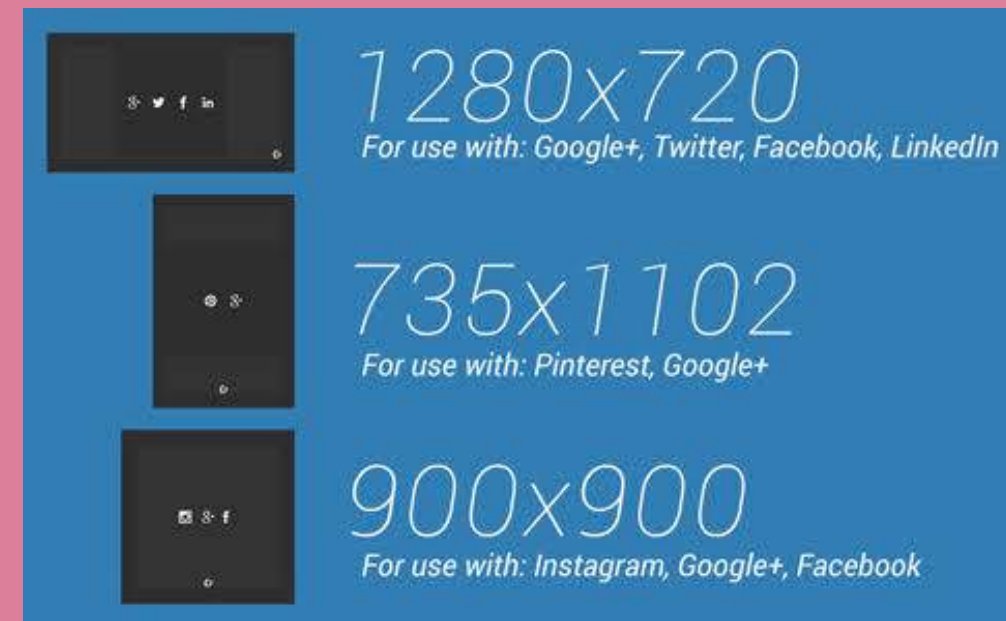 1280x720
For use with: Google+, Twitter, Facebook, LinkedIn
735x1102
For use with: Pinterest, Google+
900x900
For use with: Instagram, Google+, Facebook